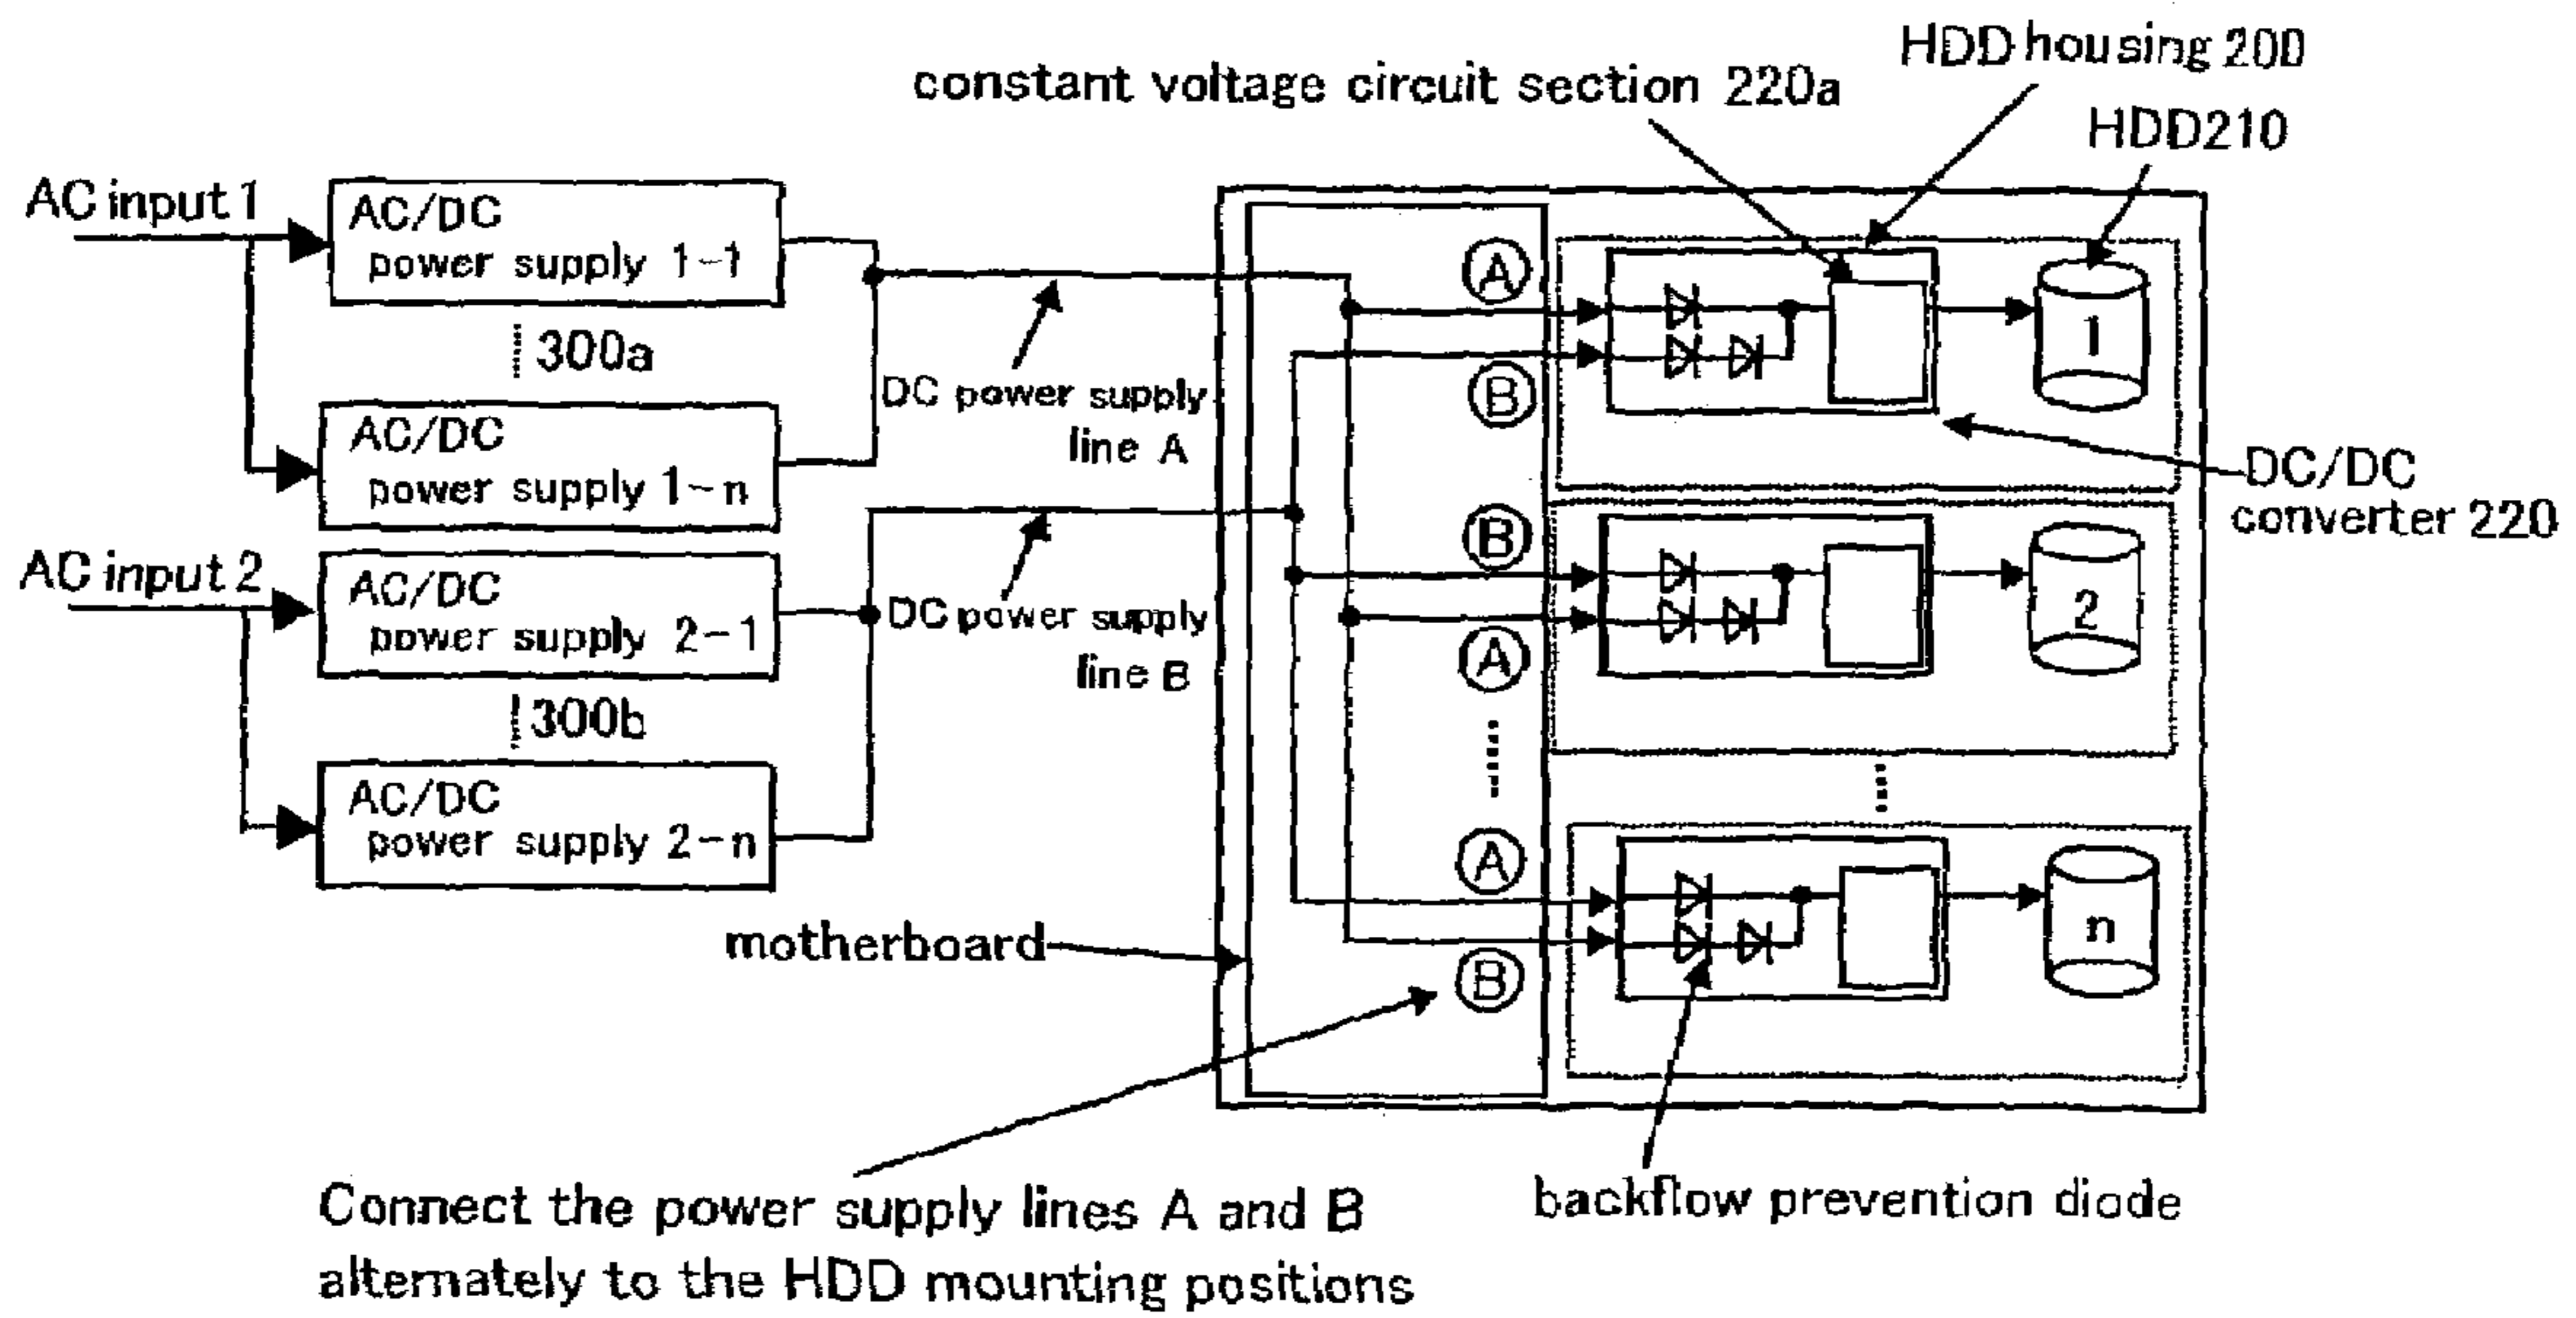 constant voltage circuit section 220a
HDD housing 200
HDD210
AC input 1
AC/DC
power supply 1-1
300a
AC/DC
power supply 1-n
DC power supply
line A
AC input 2
AC/DC
power supply 2-1
300b
AC/DC
power supply 2-n
DC power supply
line B
motherboard
A
B
B
A
A
B
1
2
n
DC/DC
converter 220
Connect the power supply lines A and B
alternately to the HDD mounting positions
backflow prevention diode